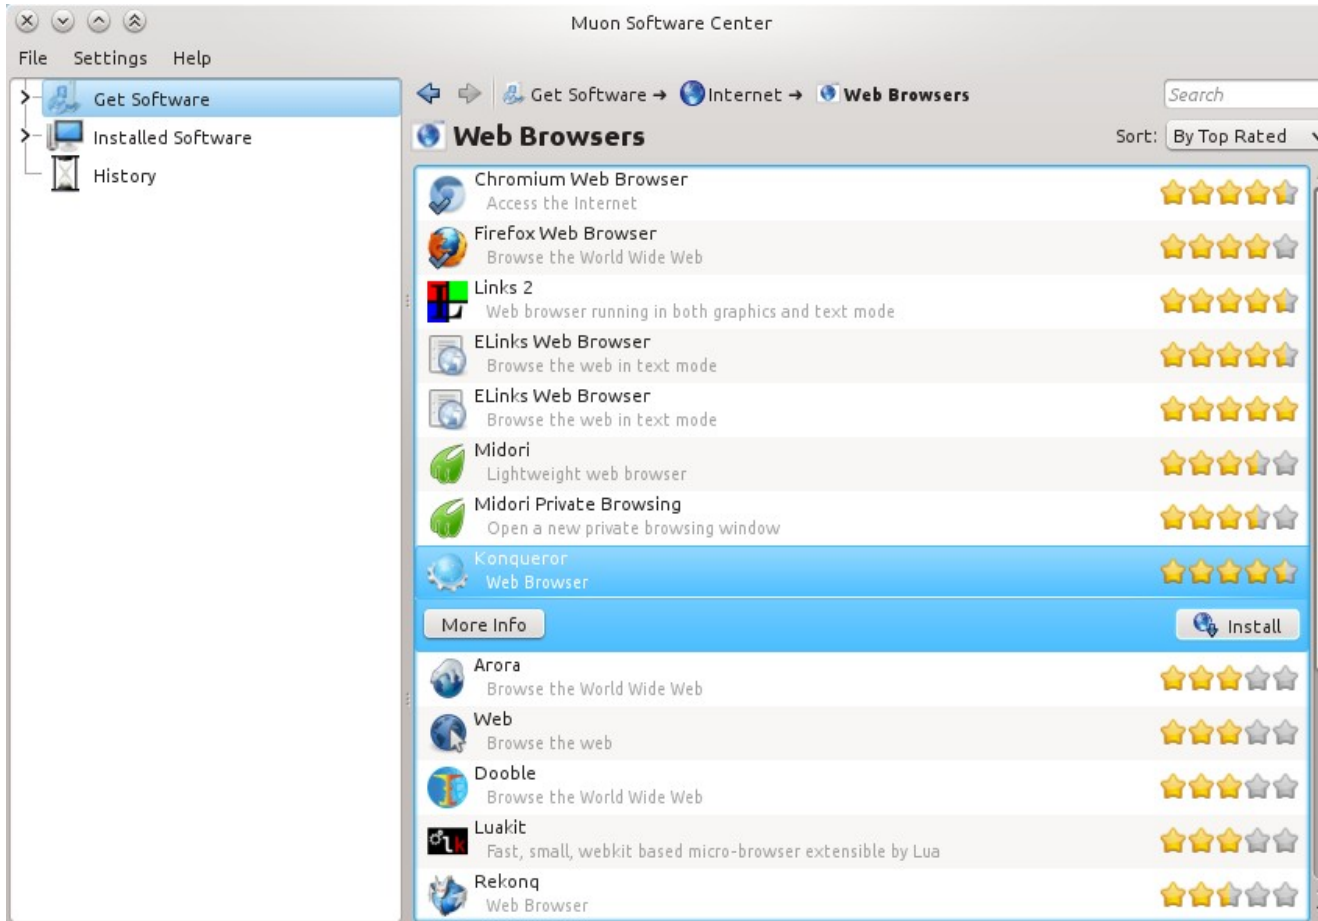 Muon Software Center
File Settings Help
Get Software
Installed Software
History
Get Software → Internet → Web Browsers
Search
Web Browsers
Sort: By Top Rated
Chromium Web Browser
Access the Internet
Firefox Web Browser
Browse the World Wide Web
Links 2
Web browser running in both graphics and text mode
ELinks Web Browser
Browse the web in text mode
ELinks Web Browser
Browse the web in text mode
Midori
Lightweight web browser
Midori Private Browsing
Open a new private browsing window
Konqueror
Web Browser
More Info
Install
Arora
Browse the World Wide Web
Web
Browse the web
Dooble
Browse the World Wide Web
Luakit
Fast, small, webkit based micro-browser extensible by Lua
Rekonq
Web Browser